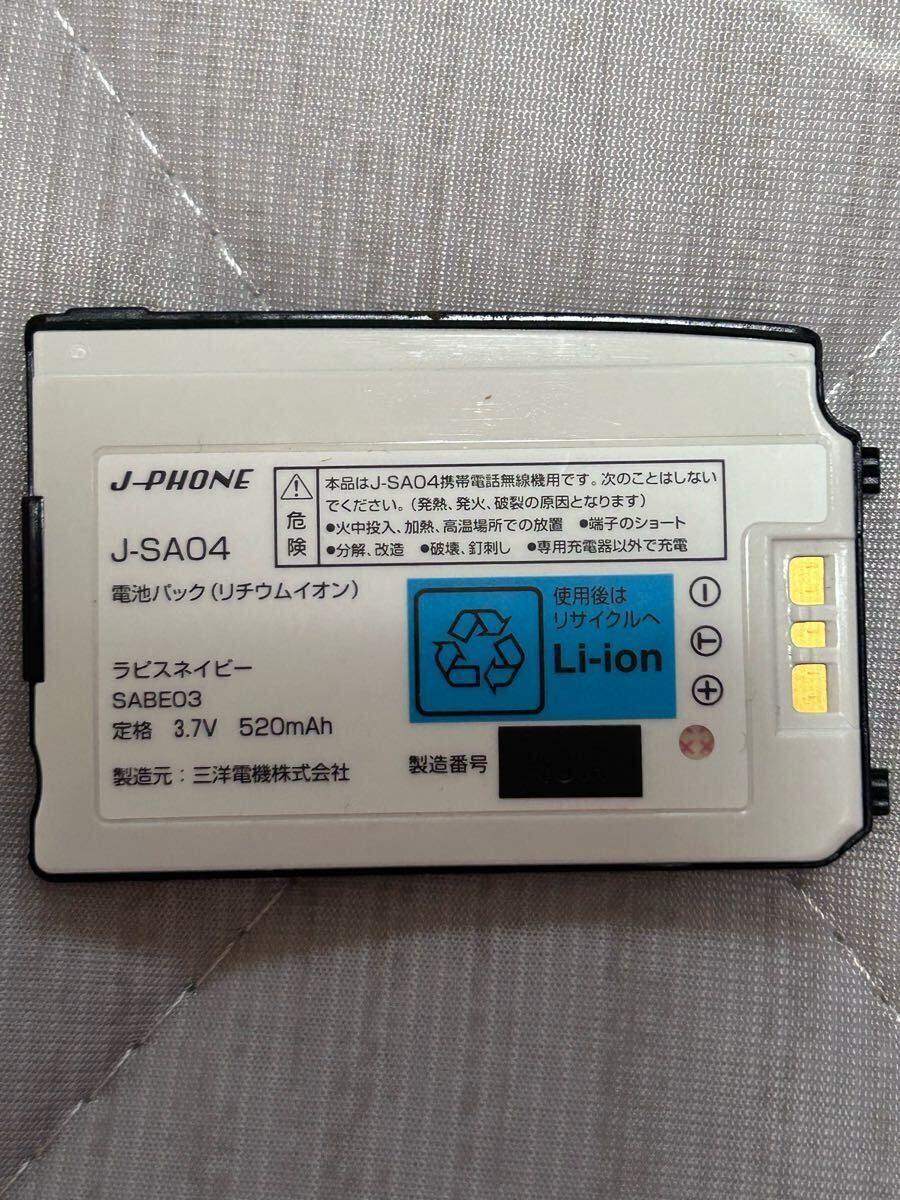 J-PHONE
危険
本品はJ-SA04携帯電話無線機用です。次のことはしない
でください。(発熱、発火、破裂の原因となります)
●火中投入、加熱、高温場所での放置 ●端子のショート
●分解、改造 ●破壊、釘刺し ●専用充電器以外で充電
J-SA04
電池パック(リチウムイオン)
使用後は
リサイクルへ
Li-ion
ラピスネイビー
SABE03
定格 3.7V 520mAh
製造番号
製造元:三洋電機株式会社
⊖
Ⓣ
⊕